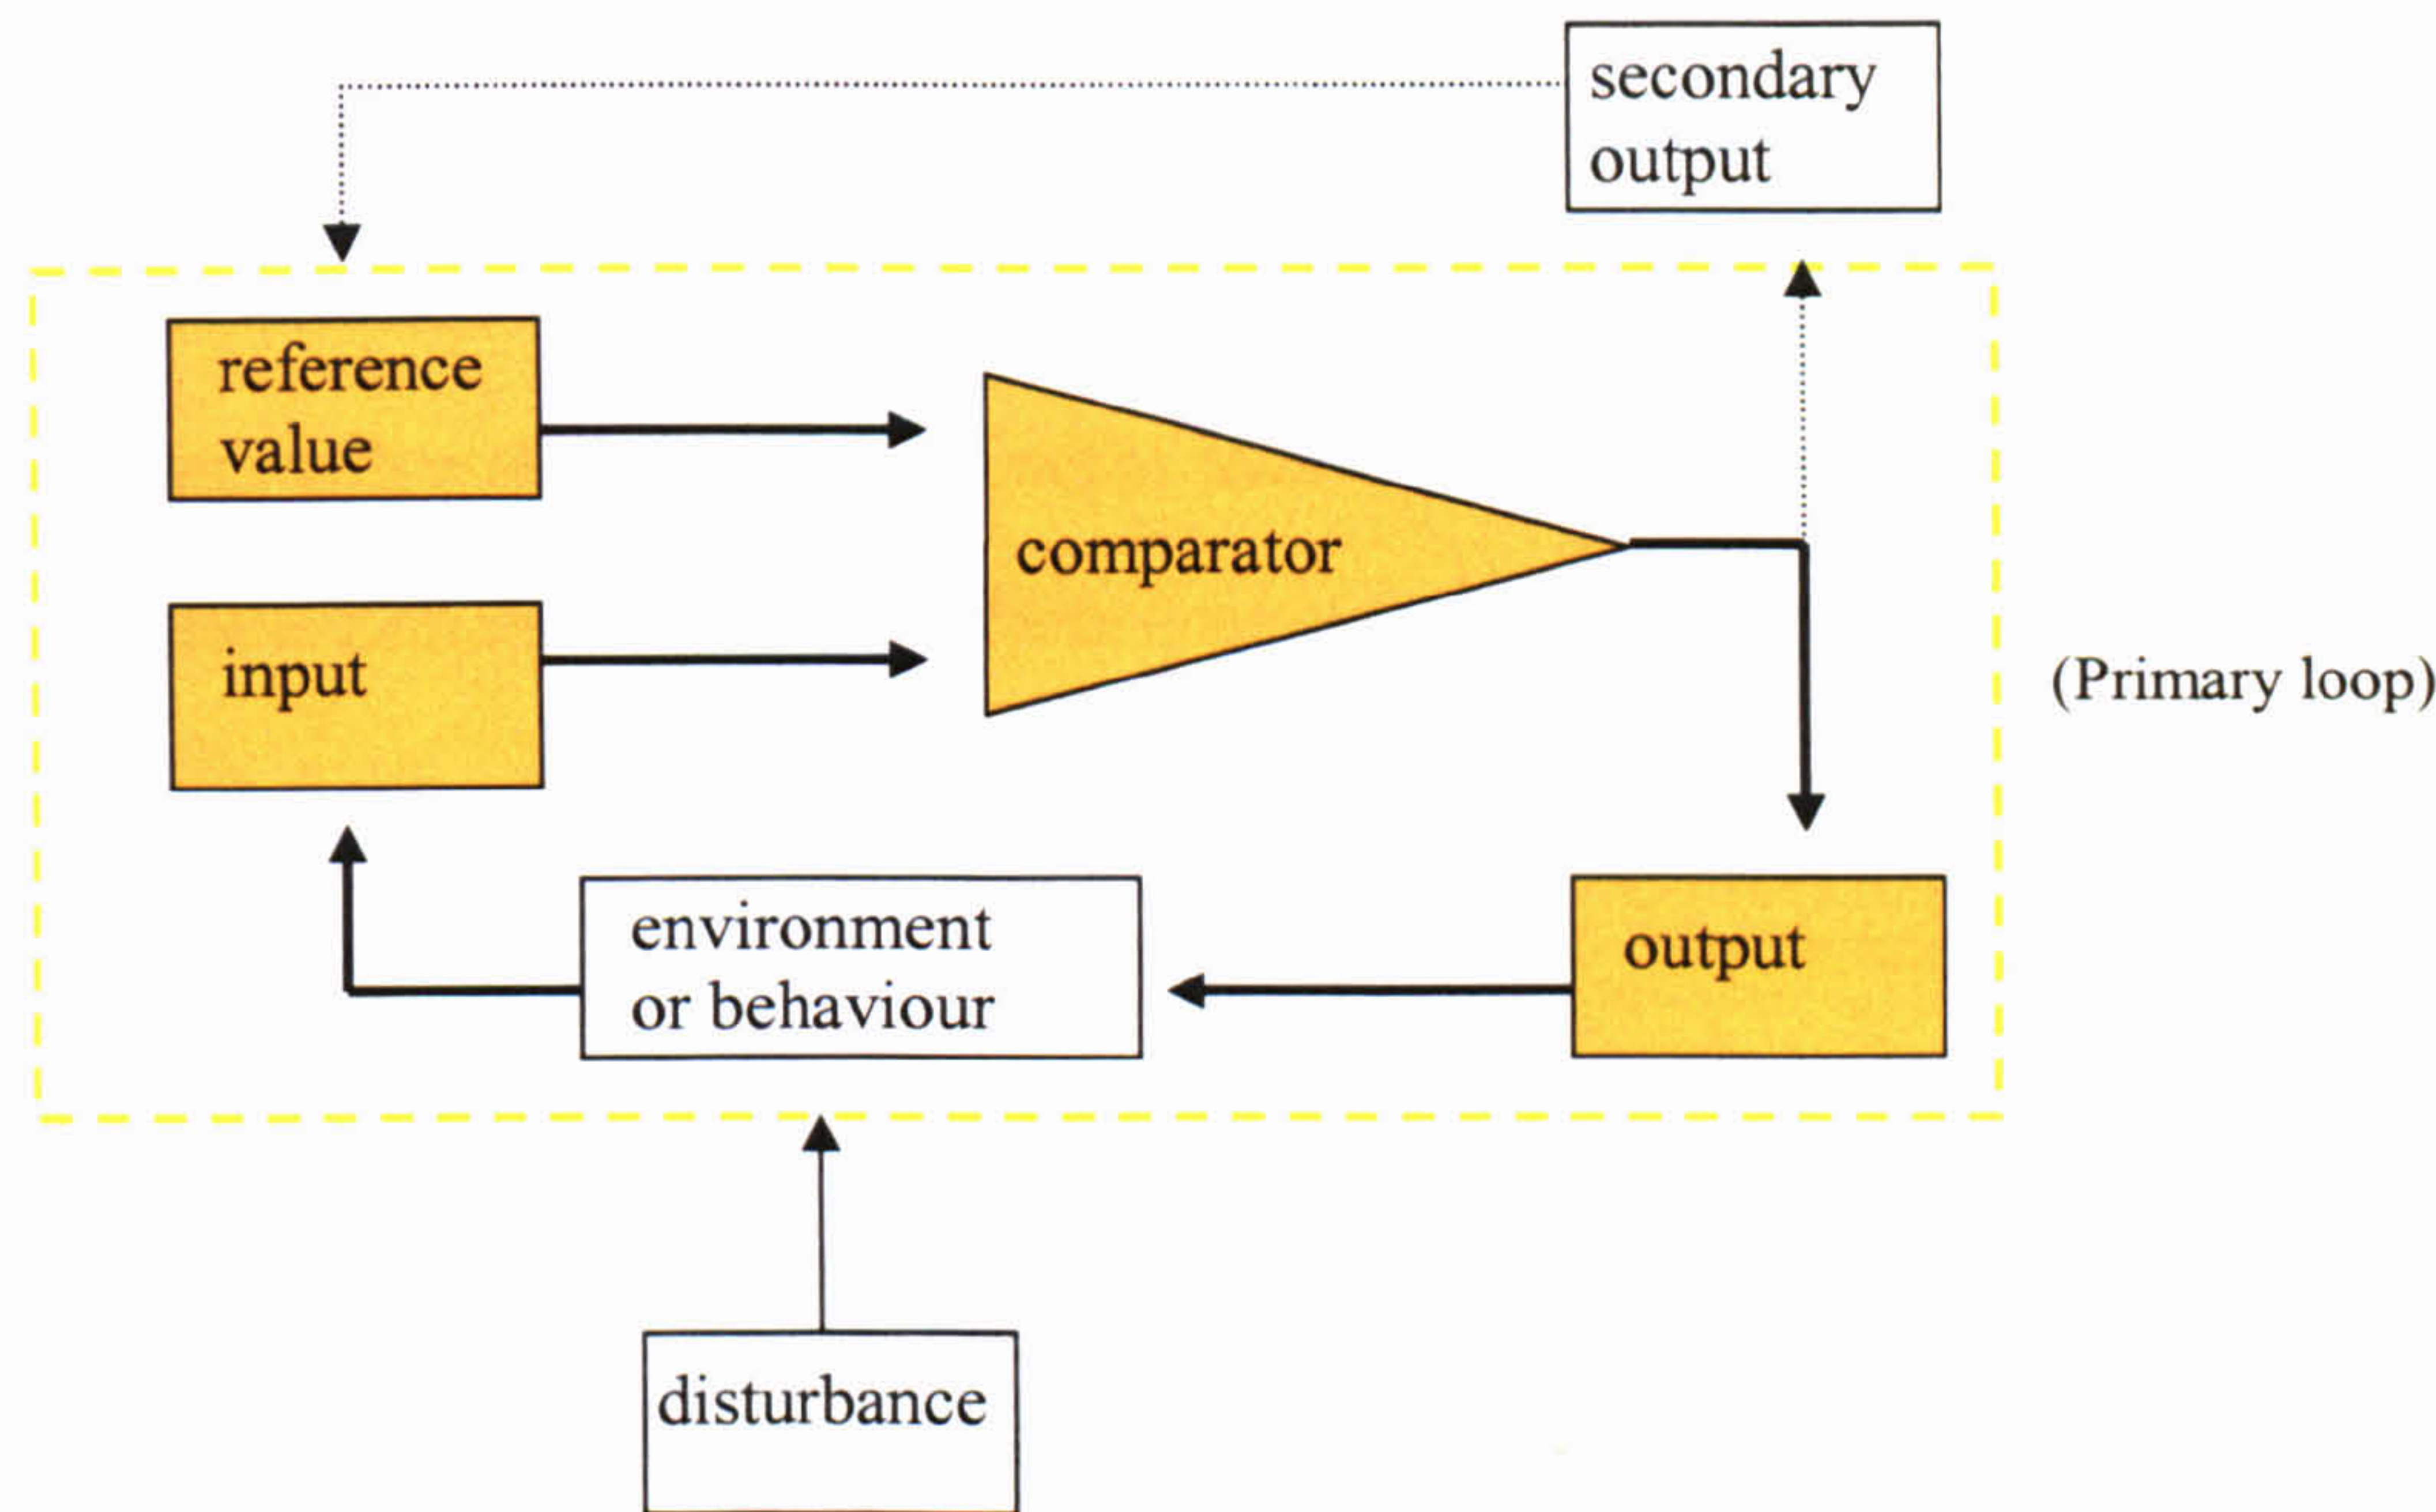 secondary
output
reference
value
comparator
input
(Primary loop)
environment
or behaviour
output
disturbance